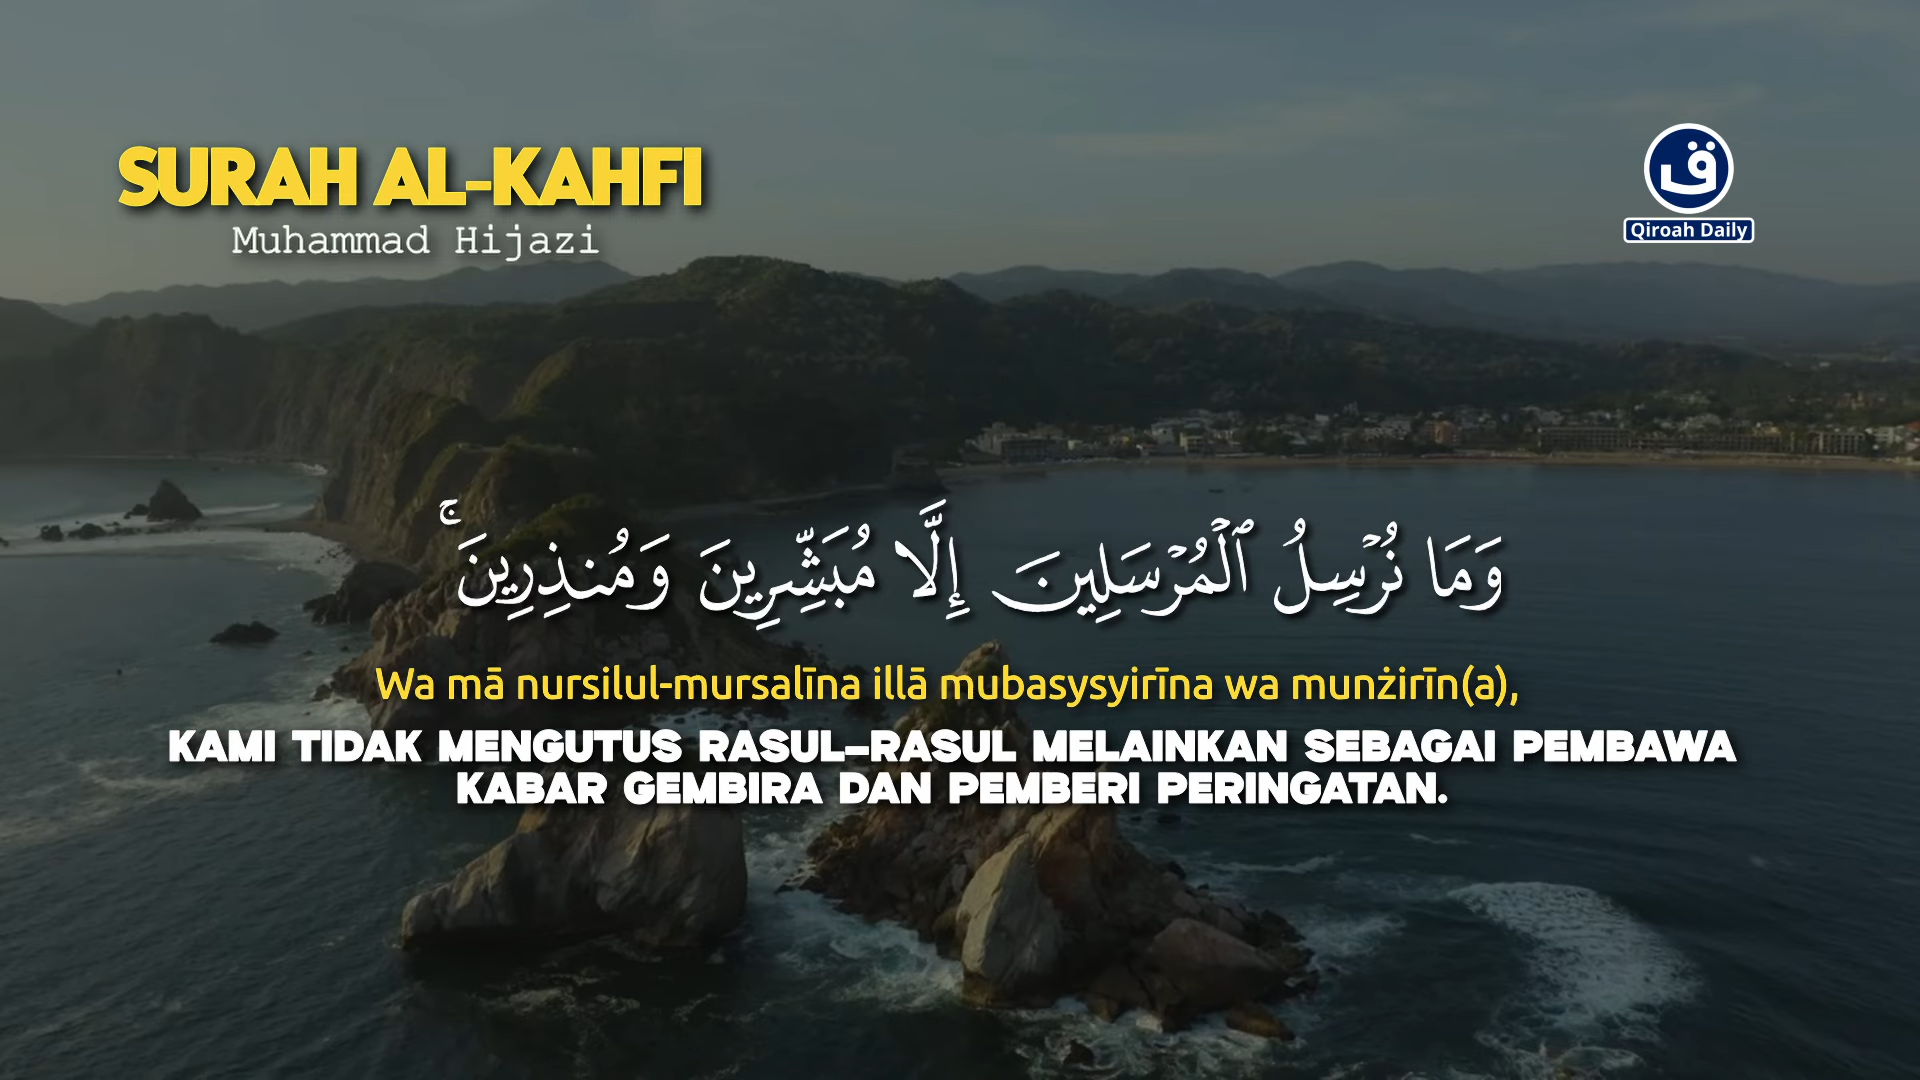 SURAH AL-KAHFI
Muhammad Hijazi
ق
Qiroah Daily
وَمَا نُرْسِلُ ٱلْمُرْسَلِينَ إِلَّا مُبَشِّرِينَ وَمُنذِرِينَ ۚ
Wa mā nursilul-mursalīna illā mubasysyirīna wa munżirīn(a),
KAMI TIDAK MENGUTUS RASUL-RASUL MELAINKAN SEBAGAI PEMBAWA
KABAR GEMBIRA DAN PEMBERI PERINGATAN.